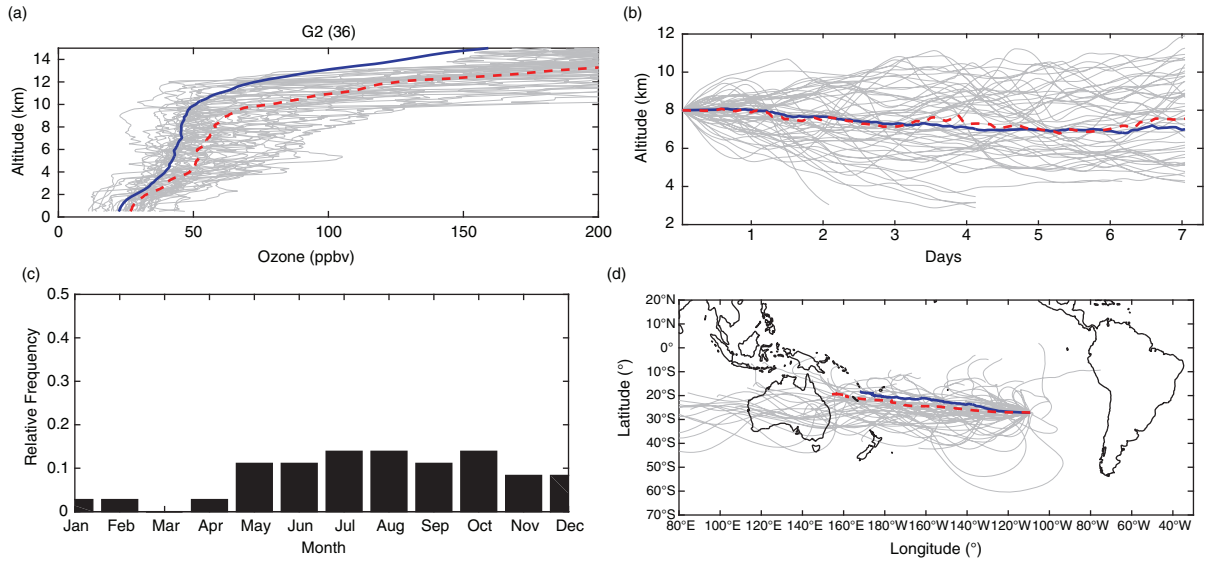 (a)
G2 (36)
14
12
10
8
6
4
2
0
Altitude (km)
0 50 100 150 200
Ozone (ppbv)
(b)
12
10
8
6
4
2
Altitude (km)
1 2 3 4 5 6 7
Days
(c)
0.5
0.4
0.3
0.2
0.1
0
Relative Frequency
Jan Feb Mar Apr May Jun Jul Aug Sep Oct Nov Dec
Month
(d)
20°N
10°N
0°
10°S
20°S
30°S
40°S
50°S
60°S
70°S
Latitude (°)
80°E 100°E 120°E 140°E 160°E 180°W 160°W 140°W 120°W 100°W 80°W 60°W 40°W
Longitude (°)